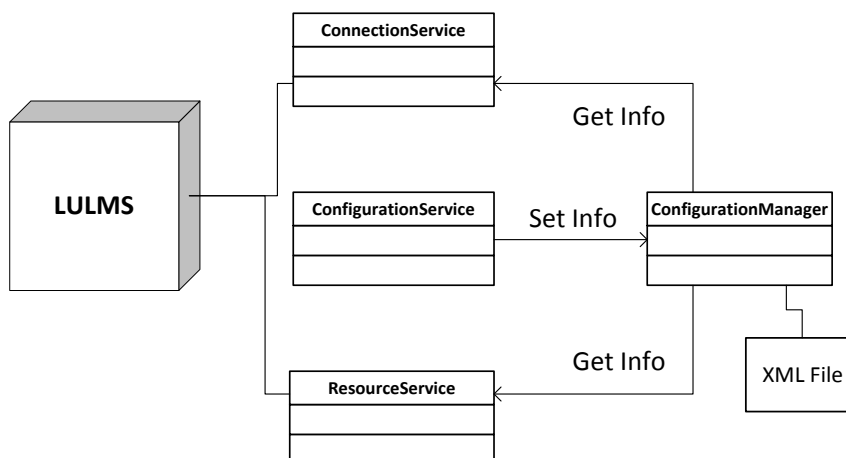 ConnectionService
Get Info
LULMS
ConfigurationService
Set Info
ConfigurationManager
Get Info
XML File
ResourceService